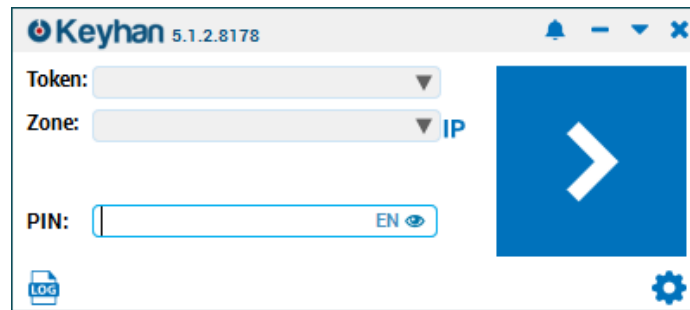 Keyhan 5.1.2.8178
Token:
Zone:
IP
PIN:
EN
LOG